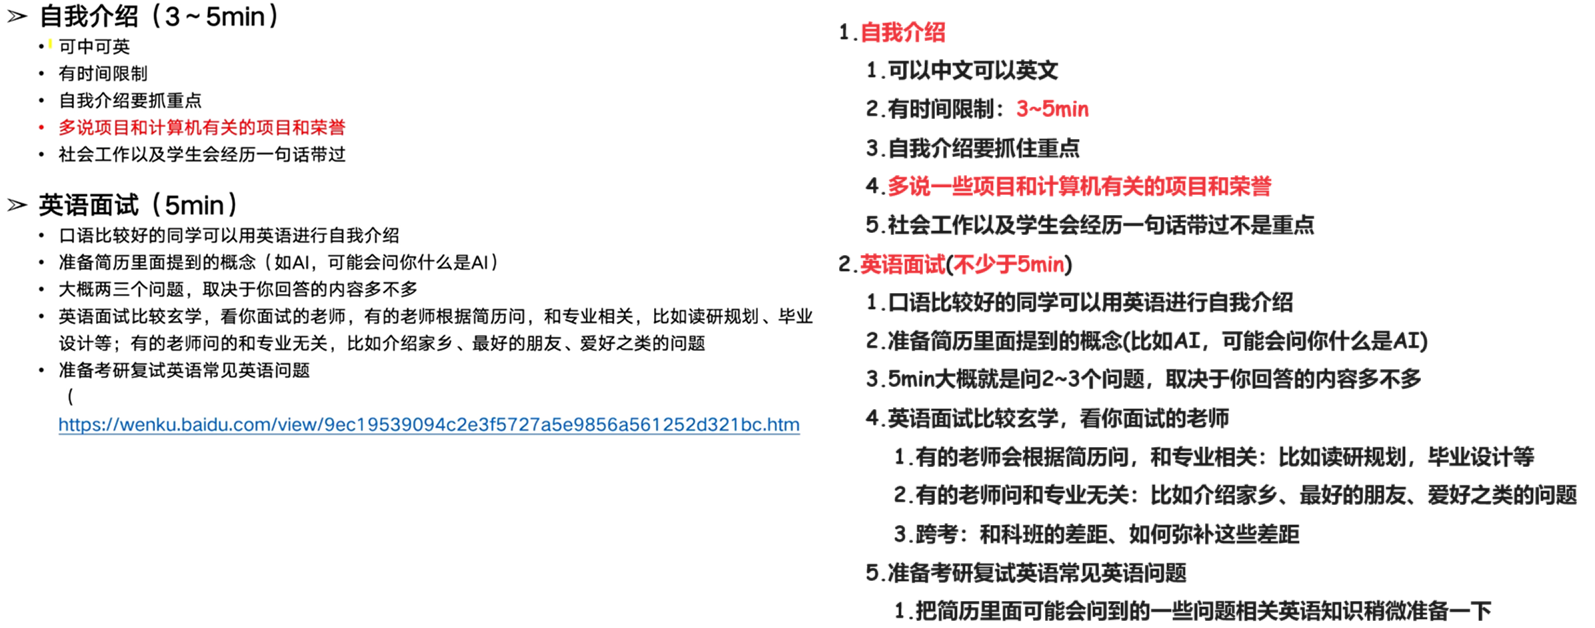 ➢ 自我介绍（3～5min）
• 可中可英
• 有时间限制
• 自我介绍要抓重点
• 多说项目和计算机有关的项目和荣誉
• 社会工作以及学生会经历一句话带过
➢ 英语面试（5min）
• 口语比较好的同学可以用英语进行自我介绍
• 准备简历里面提到的概念（如AI，可能会问你什么是AI）
• 大概两三个问题，取决于你回答的内容多不多
• 英语面试比较玄学，看你面试的老师，有的老师根据简历问，和专业相关，比如读研规划、毕业
设计等；有的老师问的和专业无关，比如介绍家乡、最好的朋友、爱好之类的问题
• 准备考研复试英语常见英语问题
（
https://wenku.baidu.com/view/9ec19539094c2e3f5727a5e9856a561252d321bc.htm
1.自我介绍
1.可以中文可以英文
2.有时间限制：3~5min
3.自我介绍要抓住重点
4.多说一些项目和计算机有关的项目和荣誉
5.社会工作以及学生会经历一句话带过不是重点
2.英语面试(不少于5min)
1.口语比较好的同学可以用英语进行自我介绍
2.准备简历里面提到的概念(比如AI，可能会问你什么是AI)
3.5min大概就是问2~3个问题，取决于你回答的内容多不多
4.英语面试比较玄学，看你面试的老师
1.有的老师会根据简历问，和专业相关：比如读研规划，毕业设计等
2.有的老师问和专业无关：比如介绍家乡、最好的朋友、爱好之类的问题
3.跨考：和科班的差距、如何弥补这些差距
5.准备考研复试英语常见英语问题
1.把简历里面可能会问到的一些问题相关英语知识稍微准备一下